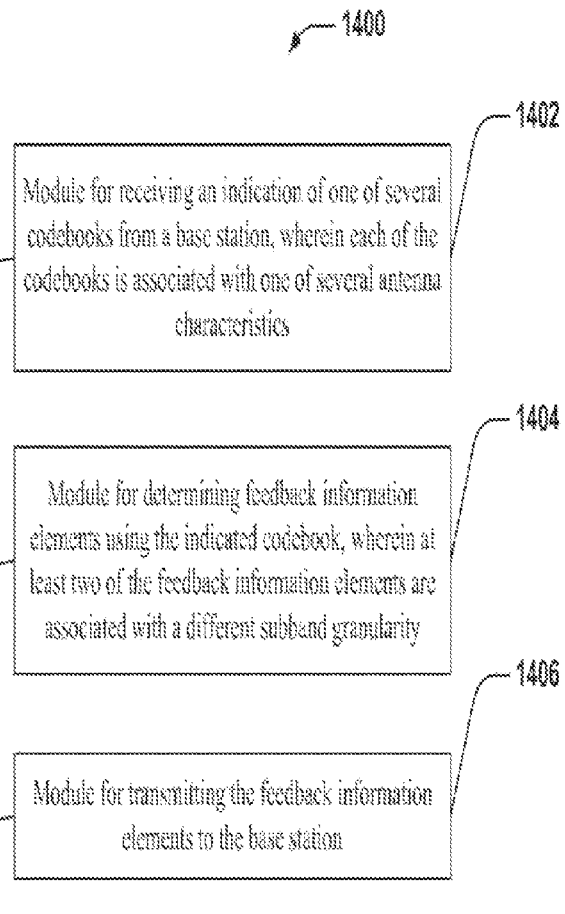 1400
1402
Module for receiving an indication of one of several
codebooks from a base station, wherein each of the
codebooks is associated with one of several antenna
characteristics
1404
Module for determining feedback information
elements using the indicated codebook, wherein at
least two of the feedback information elements are
associated with a different subband granularity
1406
Module for transmitting the feedback information
elements to the base station